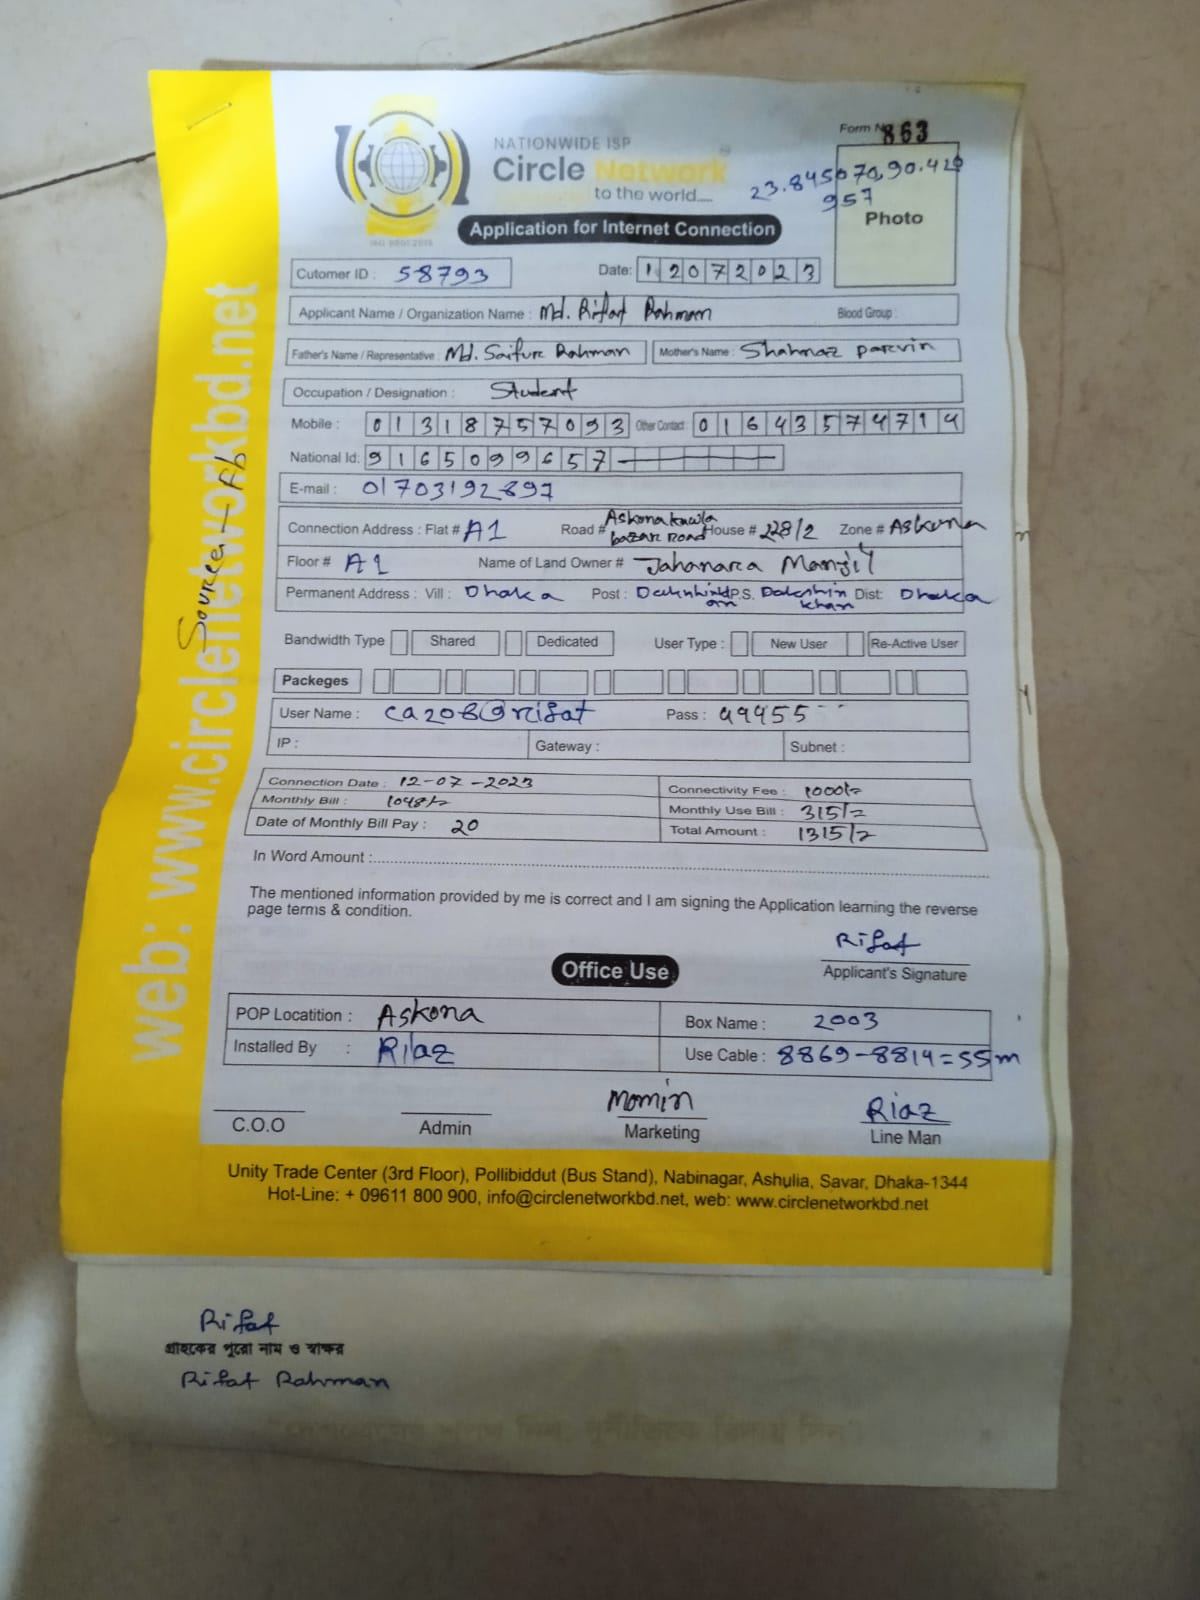 Form No 863
NATIONWIDE ISP
Circle Network
to the world....
23.845070,90.420
957
Photo
ISO 9001:2015
Application for Internet Connection
Cutomer ID : 58793 Date: 12072023
Applicant Name / Organization Name : Md. Rifat Rahman Blood Group :
Father's Name / Representative : Md. Saifur Rahman Mother's Name : Shahnaz parvin
Occupation / Designation : Student
Mobile : 01318757093 Other Contact : 01643574714
National Id: 9165099657
E-mail : 01703192897
Connection Address : Flat # A1 Road # Askona kawla bazar Road House # 228/2 Zone # Askona
Floor # A1 Name of Land Owner # Jahanara Manjil
Permanent Address : Vill : Dhaka Post : P.S. Dakshin khan Dist: Dhaka
Bandwidth Type Shared Dedicated User Type : New User Re-Active User
Packeges
User Name : ca208@rifat Pass : 99455
IP : Gateway : Subnet :
Connection Date : 12-07-2023 Connectivity Fee : 1000/-
Monthly Bill : 1048/- Monthly Use Bill : 315/-
Date of Monthly Bill Pay : 20 Total Amount : 1315/-
In Word Amount :
The mentioned information provided by me is correct and I am signing the Application learning the reverse
page terms & condition.
Rifat
Applicant's Signature
Office Use
POP Locatition : Askona Box Name : 2003
Installed By : Riaz Use Cable : 8869-8814=55m
Momin Riaz
C.O.O Admin Marketing Line Man
Unity Trade Center (3rd Floor), Pollibiddut (Bus Stand), Nabinagar, Ashulia, Savar, Dhaka-1344
Hot-Line: + 09611 800 900, info@circlenetworkbd.net, web: www.circlenetworkbd.net
web: www.circlenetworkbd.net
Rifat
গ্রাহকের পুরো নাম ও স্বাক্ষর
Rifat Rahman